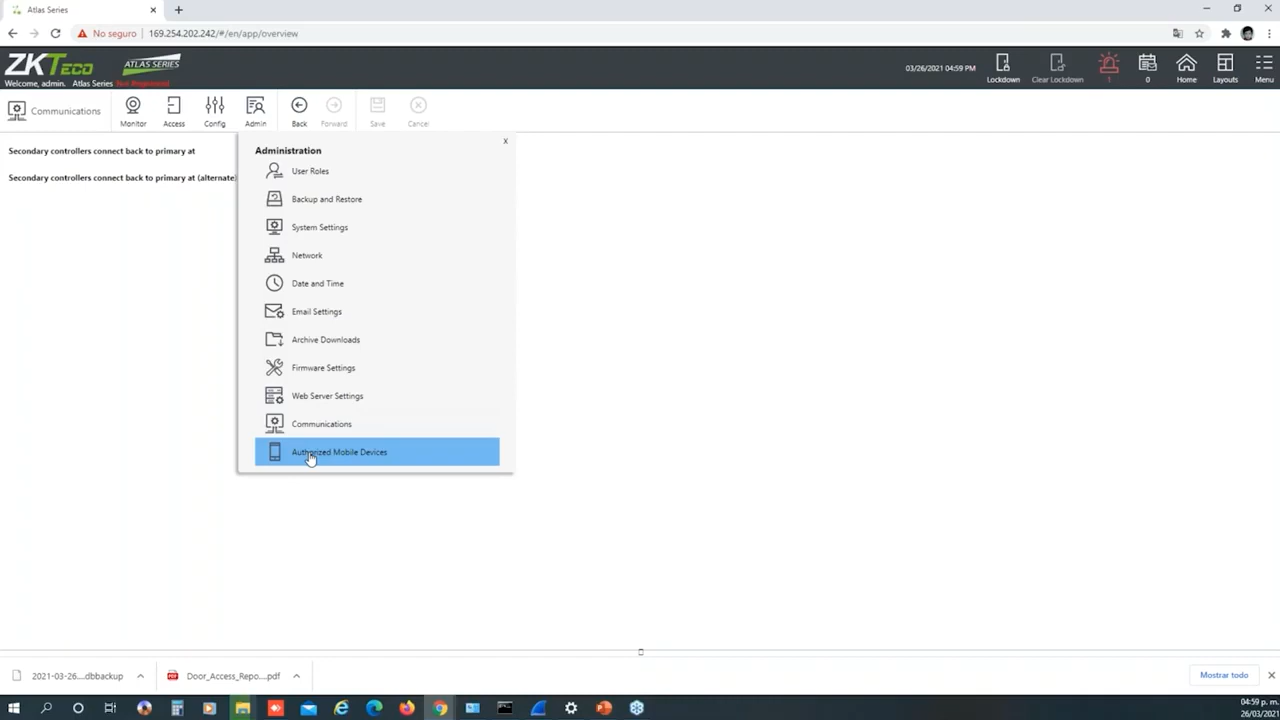 Atlas Series
No seguro
169.254.202.242/#/en/app/overview
ZKTeco
ATLAS SERIES
Welcome, admin. Atlas Series Not Registered
03/26/2021 04:59 PM
Lockdown
Clear Lockdown
1
0
Home
Layouts
Menu
Communications
Monitor
Access
Config
Admin
Back
Forward
Save
Cancel
Secondary controllers connect back to primary at
Secondary controllers connect back to primary at (alternate)
x
Administration
User Roles
Backup and Restore
System Settings
Network
Date and Time
Email Settings
Archive Downloads
Firmware Settings
Web Server Settings
Communications
Authorized Mobile Devices
2021-03-26....dbbackup
PDF
Door_Access_Repo....pdf
Mostrar todo
04:59 p. m.
26/03/2021